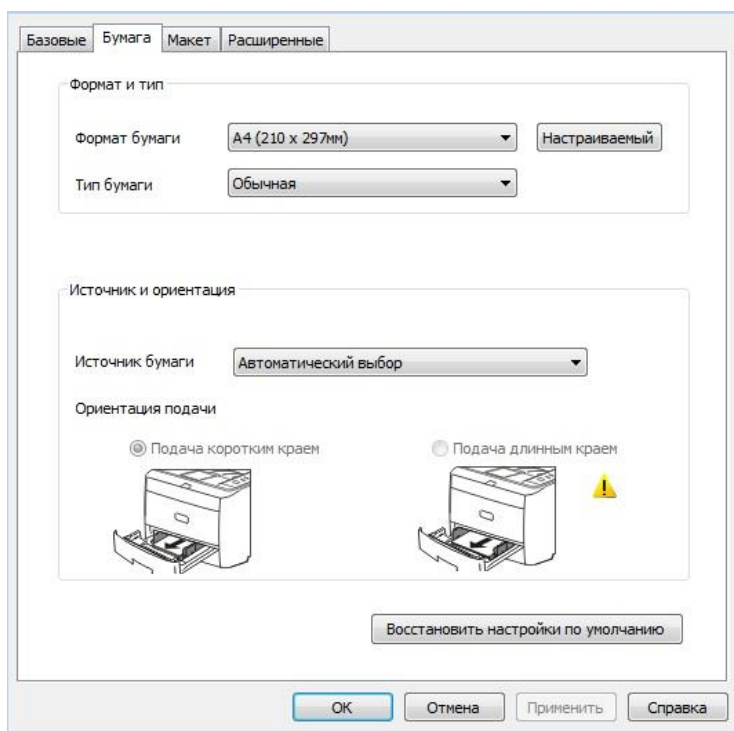 Базовые Бумага Макет Расширенные
Формат и тип
Формат бумаги A4 (210 x 297мм) Настраиваемый
Тип бумаги Обычная
Источник и ориентация
Источник бумаги Автоматический выбор
Ориентация подачи
Подача коротким краем Подача длинным краем
Восстановить настройки по умолчанию
OK Отмена Применить Справка